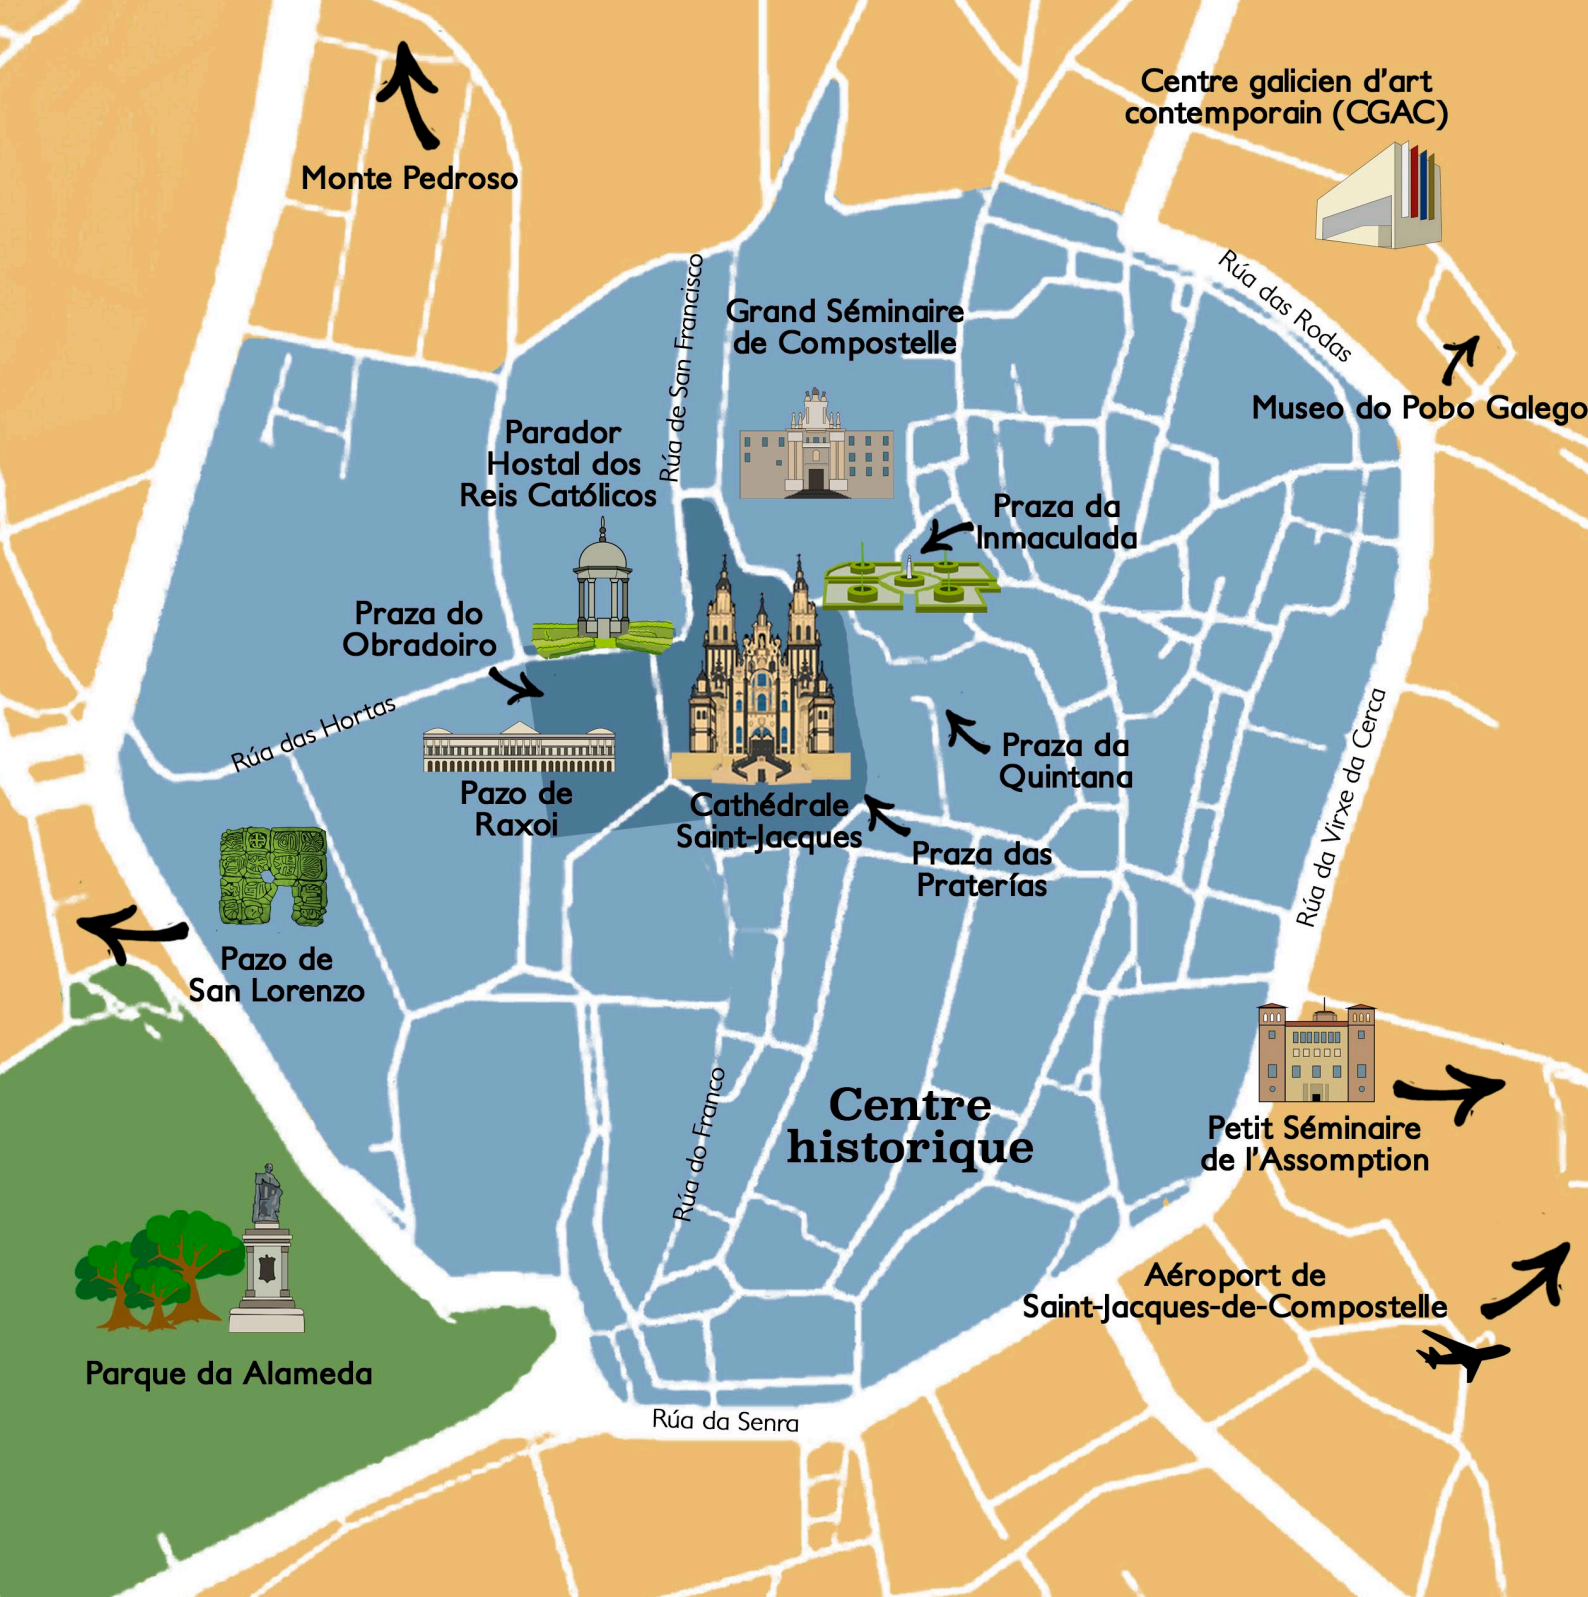 Centre galicien d'art
contemporain (CGAC)
Monte Pedroso
Rúa das Rodas
Rúa de San Francisco
Grand Séminaire
de Compostelle
Museo do Pobo Galego
Parador
Hostal dos
Reis Católicos
Praza da
Inmaculada
Praza do
Obradoiro
Rúa das Hortas
Praza da
Quintana
Rúa da Virxe da Cerca
Pazo de
Raxoi
Cathédrale
Saint-Jacques
Praza das
Praterías
Pazo de
San Lorenzo
Rúa do Franco
Centre
historique
Petit Séminaire
de l'Assomption
Aéroport de
Saint-Jacques-de-Compostelle
Parque da Alameda
Rúa da Senra